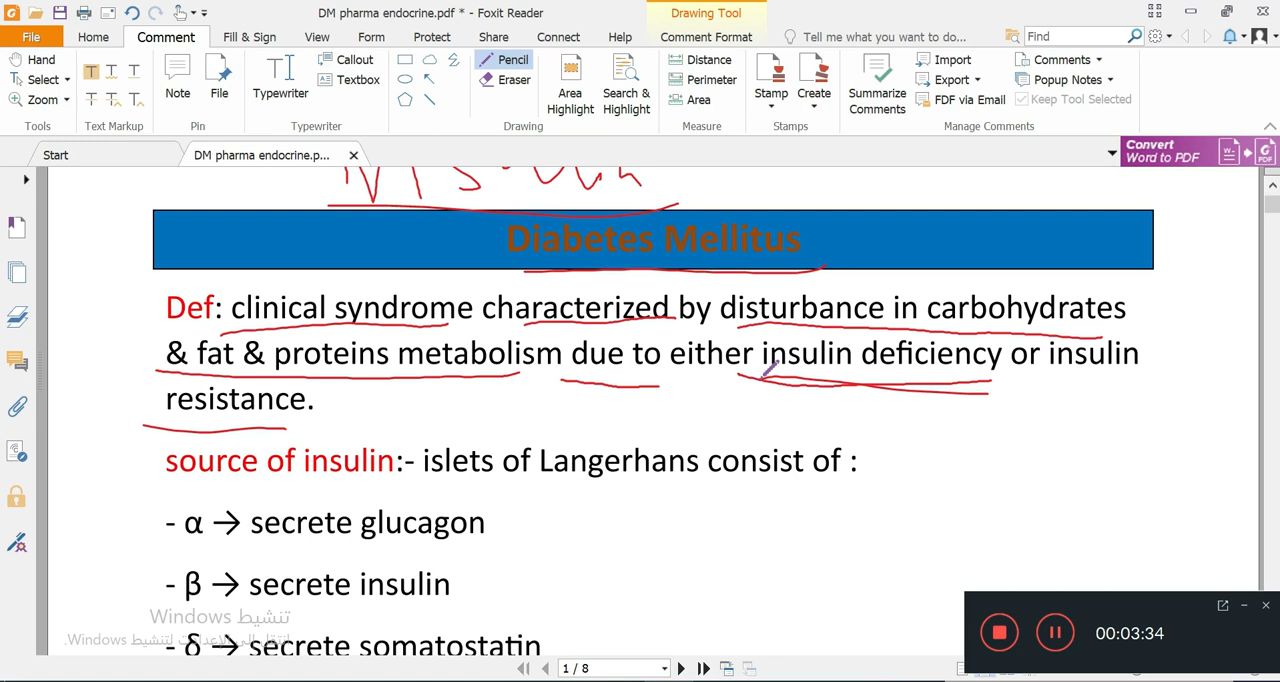 DM pharma endocrine.pdf * - Foxit Reader
Drawing Tool
File Home Comment Fill & Sign View Form Protect Share Connect Help Comment Format Tell me what you want to do... Find
Hand
Select
Zoom
Tools
Text Markup
Note
File
Pin
Typewriter
Callout
Textbox
Typewriter
Pencil
Eraser
Area Highlight
Search & Highlight
Drawing
Distance
Perimeter
Area
Measure
Stamp
Create
Stamps
Summarize Comments
Import
Export
FDF via Email
Comments
Popup Notes
Keep Tool Selected
Manage Comments
Start
DM pharma endocrine.p...
Convert
Word to PDF
Diabetes Mellitus
Def: clinical syndrome characterized by disturbance in carbohydrates
& fat & proteins metabolism due to either insulin deficiency or insulin
resistance.
source of insulin:- islets of Langerhans consist of :
- α → secrete glucagon
- β → secrete insulin
تنشيط Windows
انتقل إلى الإعدادات لتنشيط Windows.
- δ → secrete somatostatin
00:03:34
1 / 8